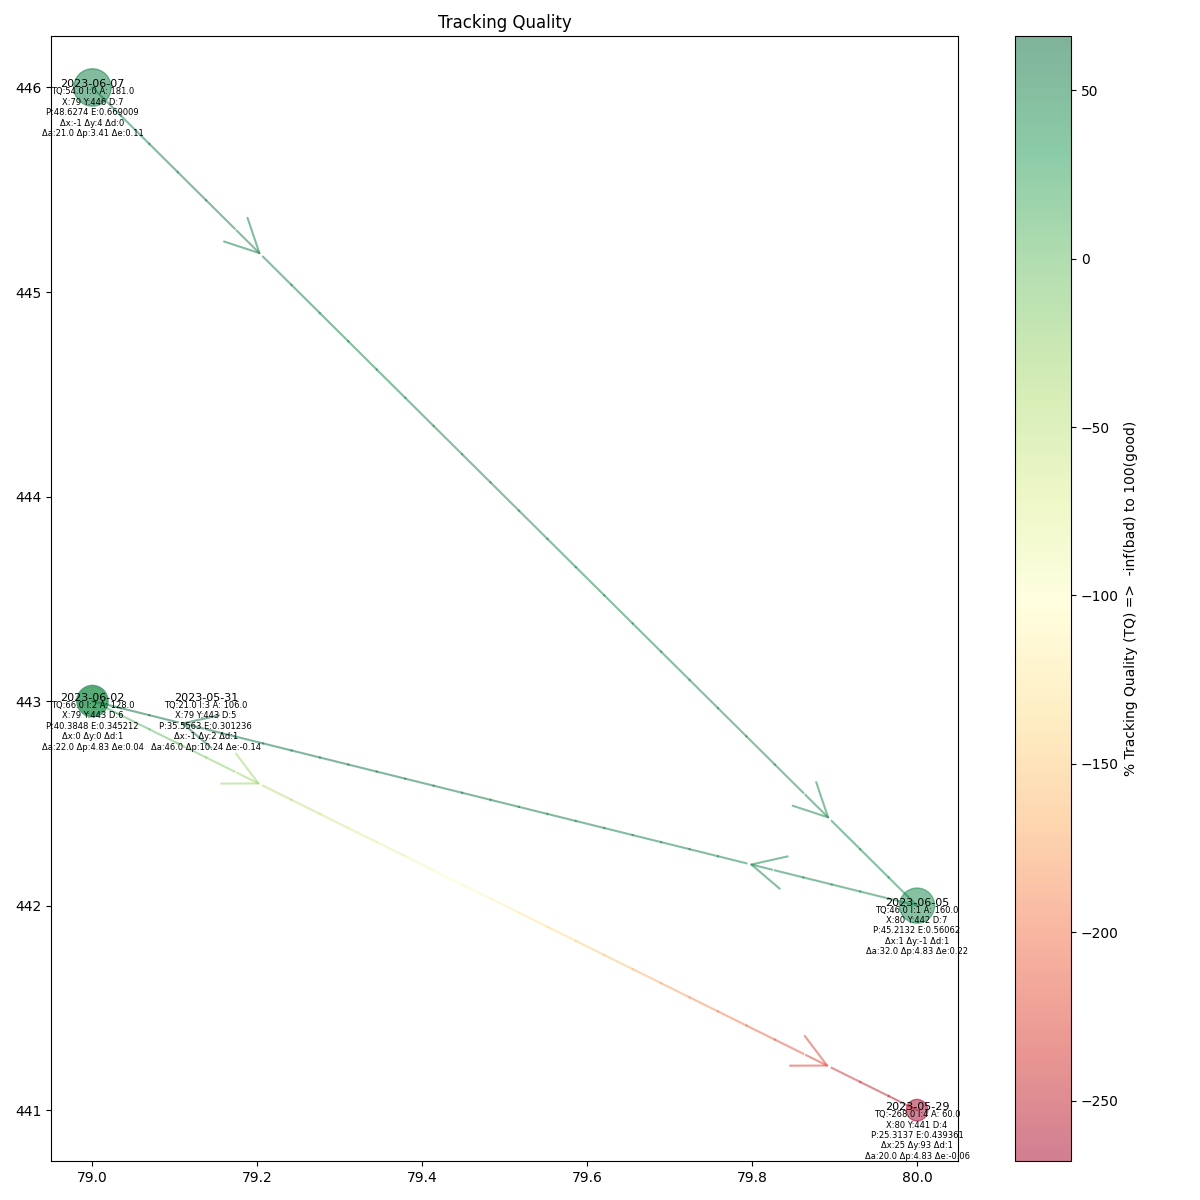 Tracking Quality
2023-06-07
TQ:54.0 I:0 A: 181.0
X:79 Y:446 D:7
P:48.6274 E:0.669009
Δx:-1 Δy:4 Δd:0
Δa:21.0 Δp:3.41 Δe:0.11
2023-06-02
TQ:66.0 I:2 A: 128.0
X:79 Y:443 D:6
P:40.3848 E:0.345212
Δx:0 Δy:0 Δd:1
Δa:22.0 Δp:4.83 Δe:0.04
2023-05-31
TQ:21.0 I:3 A: 106.0
X:79 Y:443 D:5
P:35.5563 E:0.301236
Δx:-1 Δy:2 Δd:1
Δa:46.0 Δp:10.24 Δe:-0.14
2023-06-05
TQ:46.0 I:1 A: 160.0
X:80 Y:442 D:7
P:45.2132 E:0.56062
Δx:1 Δy:-1 Δd:1
Δa:32.0 Δp:4.83 Δe:0.22
2023-05-29
TQ:-268.0 I:4 A: 60.0
X:80 Y:441 D:4
P:25.3137 E:0.439361
Δx:25 Δy:93 Δd:1
Δa:20.0 Δp:4.83 Δe:-0.06
446
445
444
443
442
441
79.0
79.2
79.4
79.6
79.8
80.0
50
0
−50
−100
−150
−200
−250
% Tracking Quality (TQ) => -inf(bad) to 100(good)